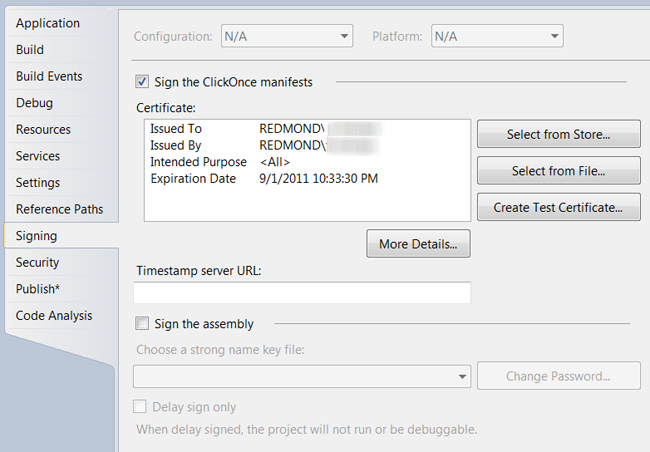 Application
Build
Build Events
Debug
Resources
Services
Settings
Reference Paths
Signing
Security
Publish*
Code Analysis
Configuration: N/A Platform: N/A
Sign the ClickOnce manifests
Certificate:
Issued To REDMOND\
Issued By REDMOND\
Intended Purpose <All>
Expiration Date 9/1/2011 10:33:30 PM
Select from Store...
Select from File...
Create Test Certificate...
More Details...
Timestamp server URL:
Sign the assembly
Choose a strong name key file:
Change Password...
Delay sign only
When delay signed, the project will not run or be debuggable.